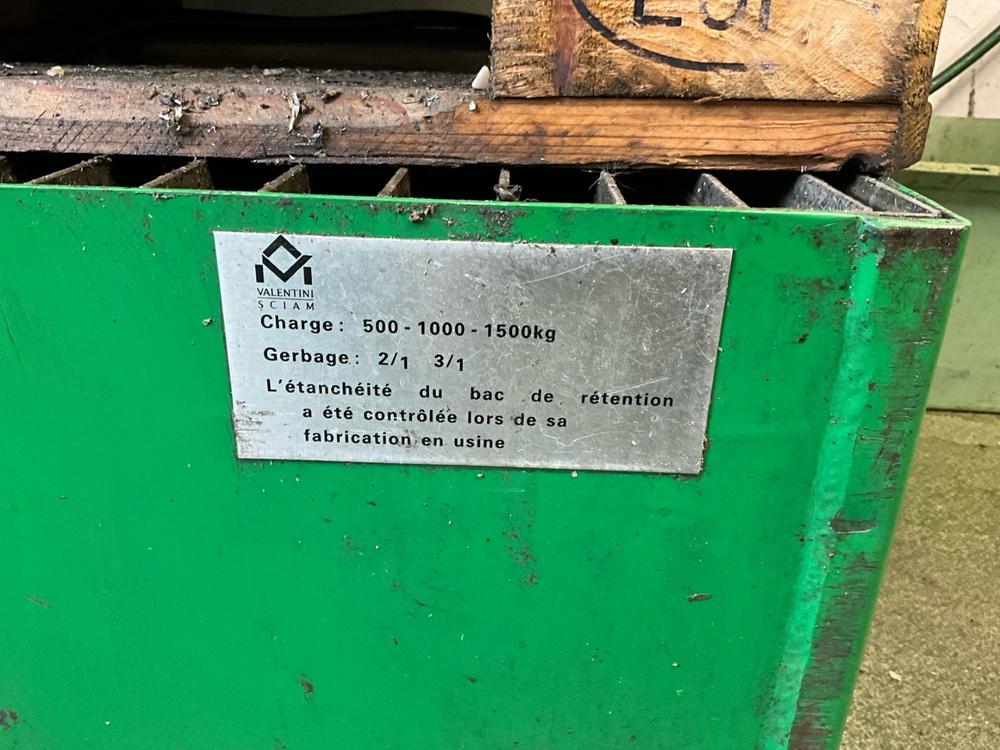 VALENTINI
SCIAM
Charge: 500 - 1000 - 1500kg
Gerbage: 2/1 3/1
L'étanchéité du bac de rétention
a été contrôlée lors de sa
fabrication en usine